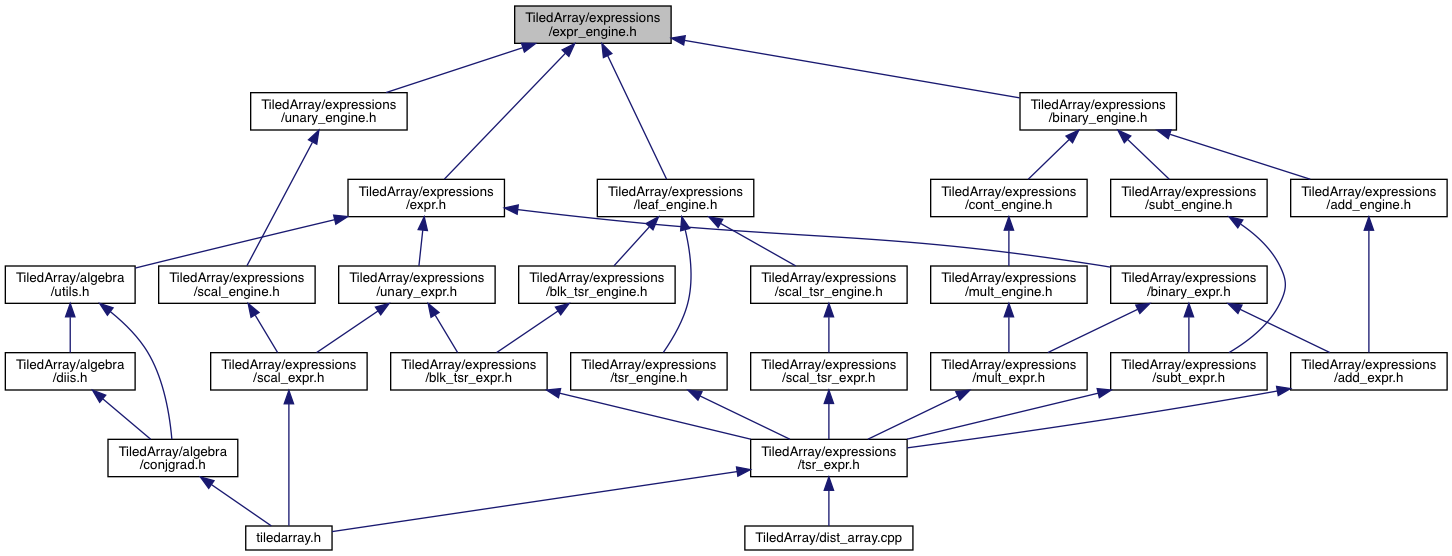 TiledArray/expressions
/expr_engine.h
TiledArray/expressions
/unary_engine.h
TiledArray/expressions
/binary_engine.h
TiledArray/expressions
/expr.h
TiledArray/expressions
/leaf_engine.h
TiledArray/expressions
/cont_engine.h
TiledArray/expressions
/subt_engine.h
TiledArray/expressions
/add_engine.h
TiledArray/algebra
/utils.h
TiledArray/expressions
/scal_engine.h
TiledArray/expressions
/unary_expr.h
TiledArray/expressions
/blk_tsr_engine.h
TiledArray/expressions
/scal_tsr_engine.h
TiledArray/expressions
/mult_engine.h
TiledArray/expressions
/binary_expr.h
TiledArray/algebra
/diis.h
TiledArray/expressions
/scal_expr.h
TiledArray/expressions
/blk_tsr_expr.h
TiledArray/expressions
/tsr_engine.h
TiledArray/expressions
/scal_tsr_expr.h
TiledArray/expressions
/mult_expr.h
TiledArray/expressions
/subt_expr.h
TiledArray/expressions
/add_expr.h
TiledArray/algebra
/conjgrad.h
TiledArray/expressions
/tsr_expr.h
tiledarray.h
TiledArray/dist_array.cpp